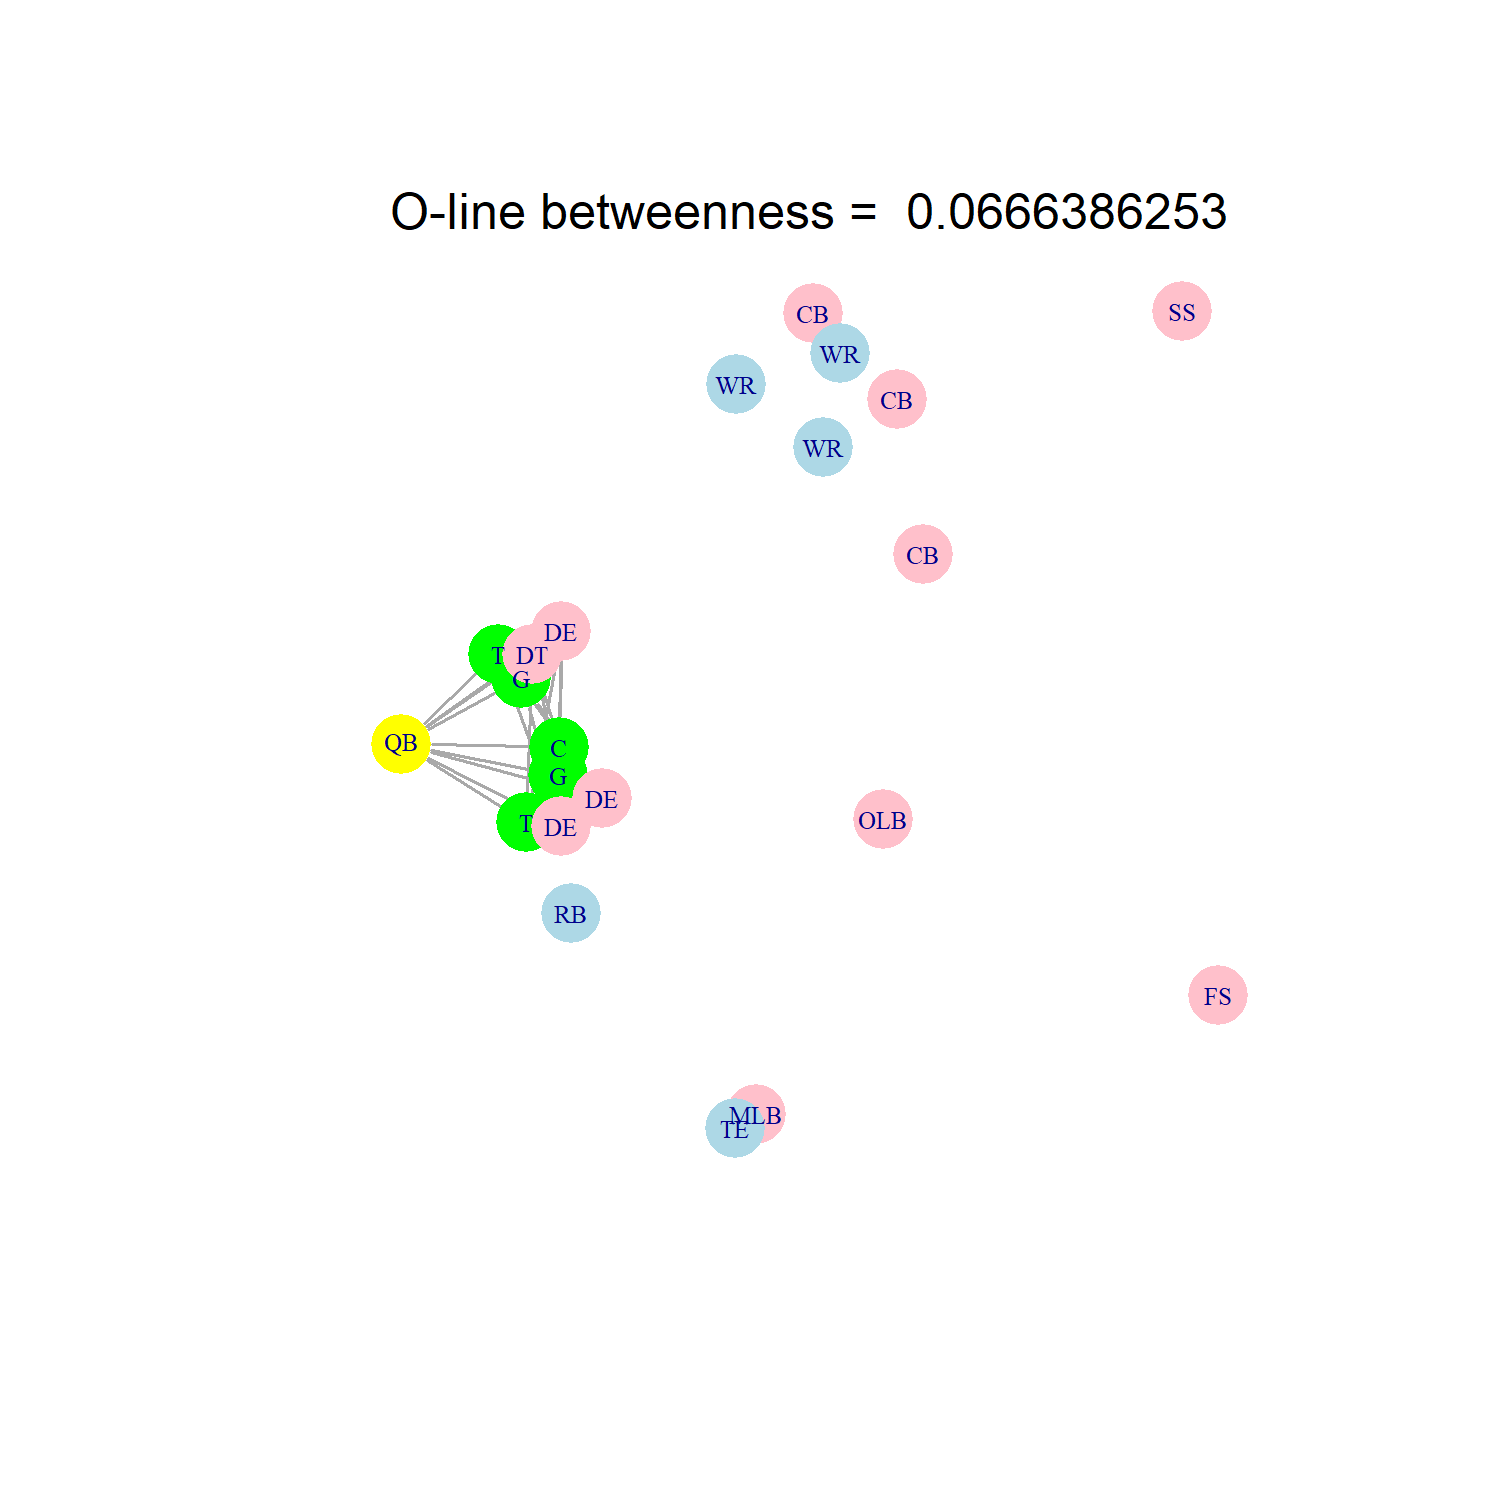 O-line betweenness =  0.0666386253
CB
SS
WR
WR
CB
WR
CB
DE
T
DT
G
QB
C
G
DE
OLB
T
DE
RB
FS
MLB
TE